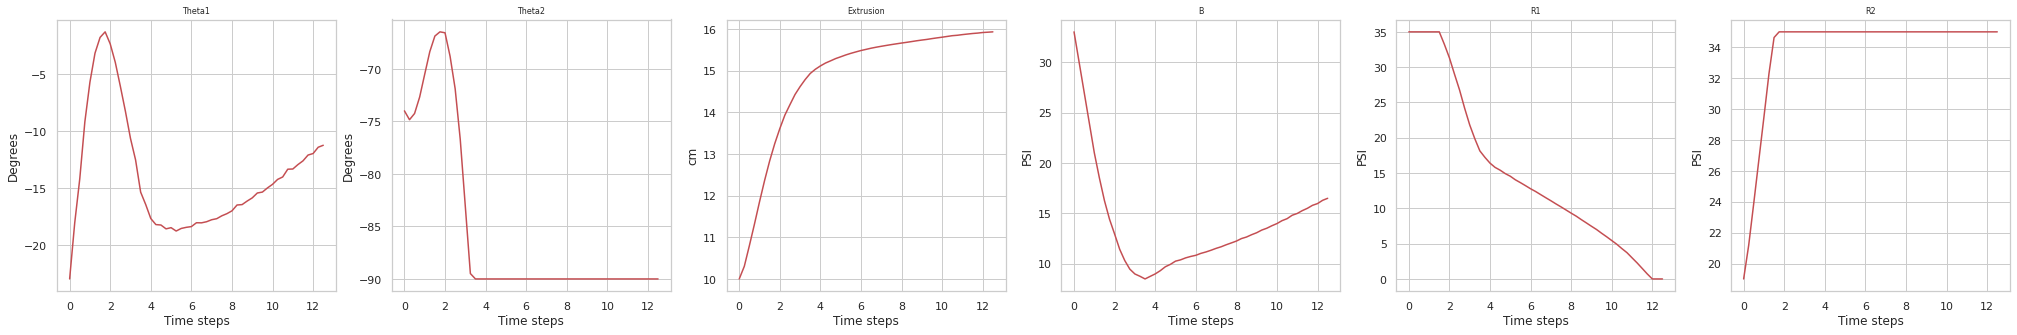 Theta1
Degrees
−5
−10
−15
−20
0 2 4 6 8 10 12
Time steps
Theta2
Degrees
−70
−75
−80
−85
−90
0 2 4 6 8 10 12
Time steps
Extrusion
cm
16
15
14
13
12
11
10
0 2 4 6 8 10 12
Time steps
B
PSI
30
25
20
15
10
0 2 4 6 8 10 12
Time steps
R1
PSI
35
30
25
20
15
10
5
0
0 2 4 6 8 10 12
Time steps
R2
PSI
34
32
30
28
26
24
22
20
0 2 4 6 8 10 12
Time steps